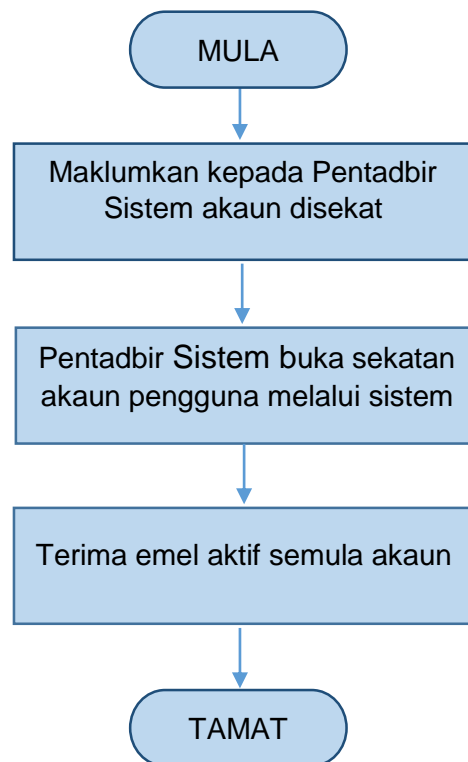 MULA
Maklumkan kepada Pentadbir
Sistem akaun disekat
Pentadbir Sistem buka sekatan
akaun pengguna melalui sistem
Terima emel aktif semula akaun
TAMAT